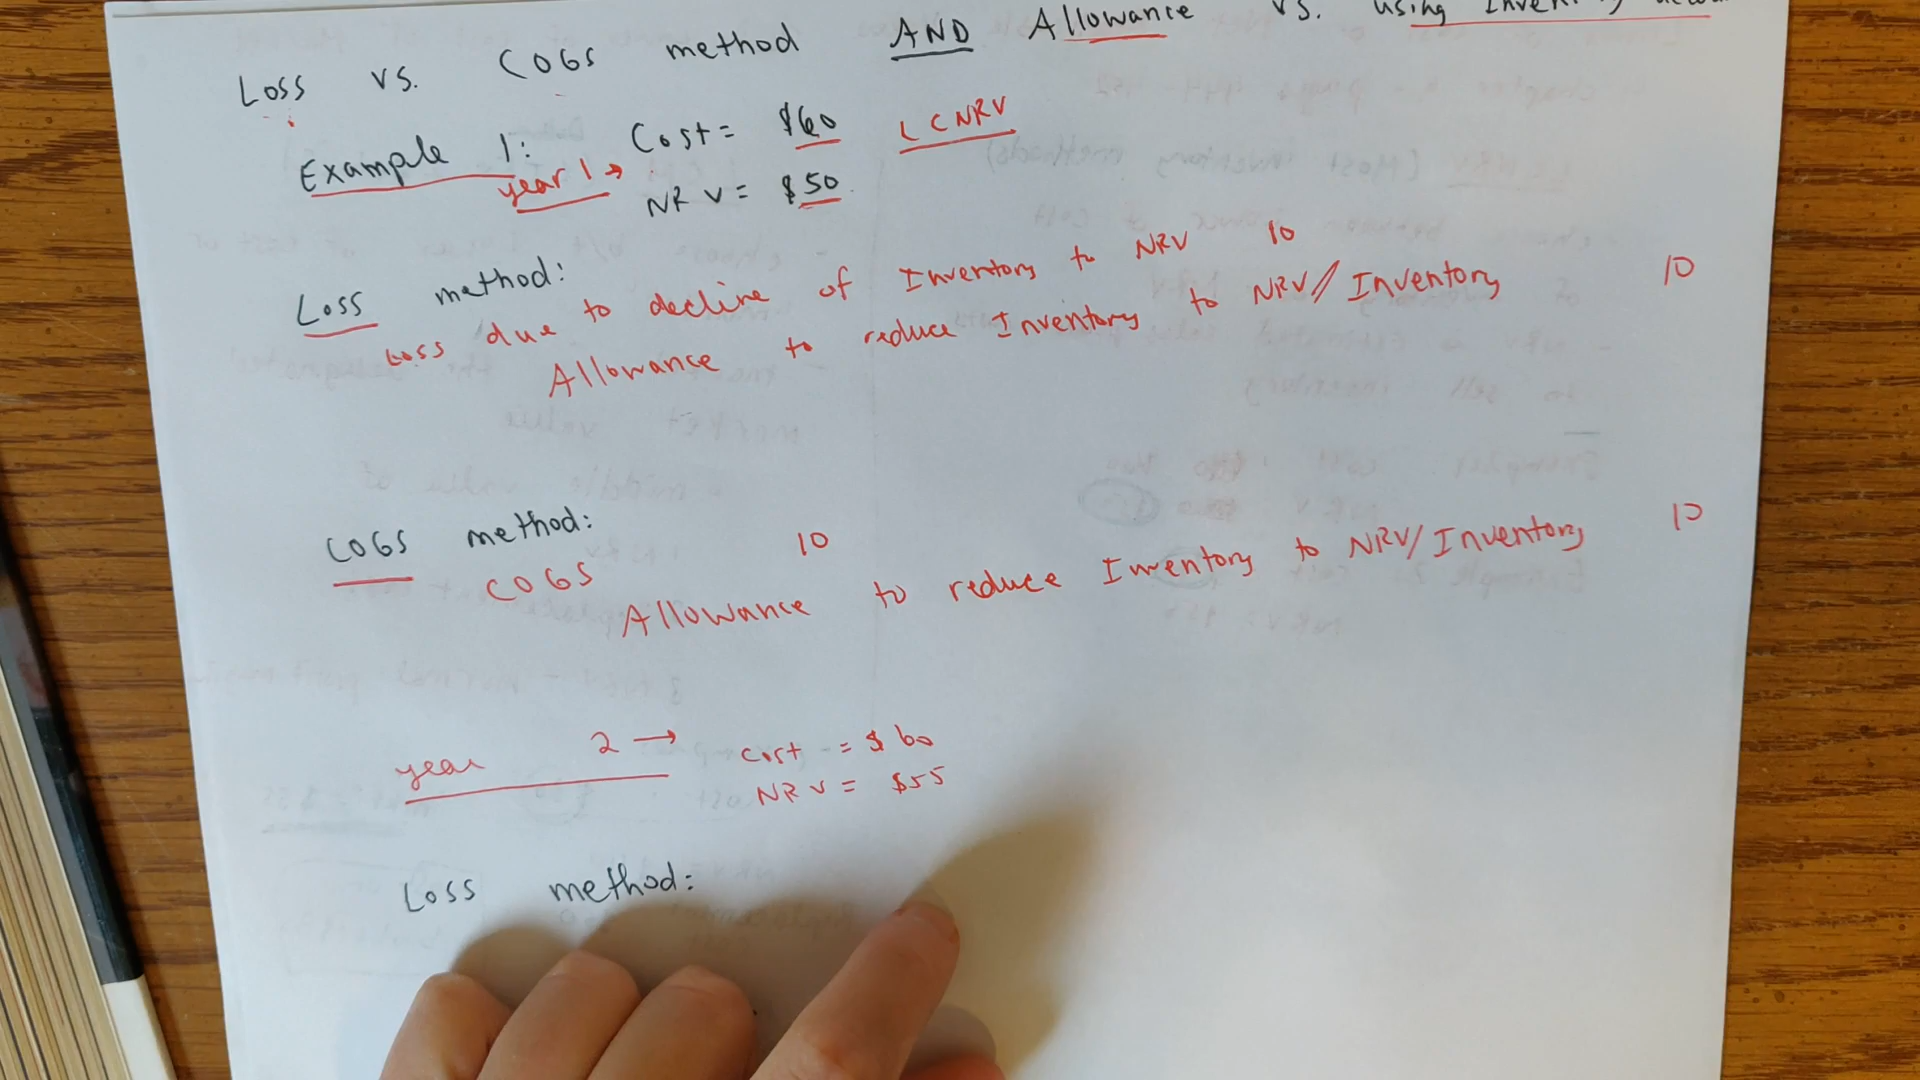 Loss vs. COGS method AND Allowance vs. using Inventory
Example 1: Cost = $60 LCNRV
year 1 → NRV = $50
Loss method:
Loss due to decline of Inventory to NRV 10
Allowance to reduce Inventory to NRV/Inventory 10
COGS method:
COGS 10
Allowance to reduce Inventory to NRV/Inventory 10
year 2 → cost = $60
NRV = $55
Loss method: